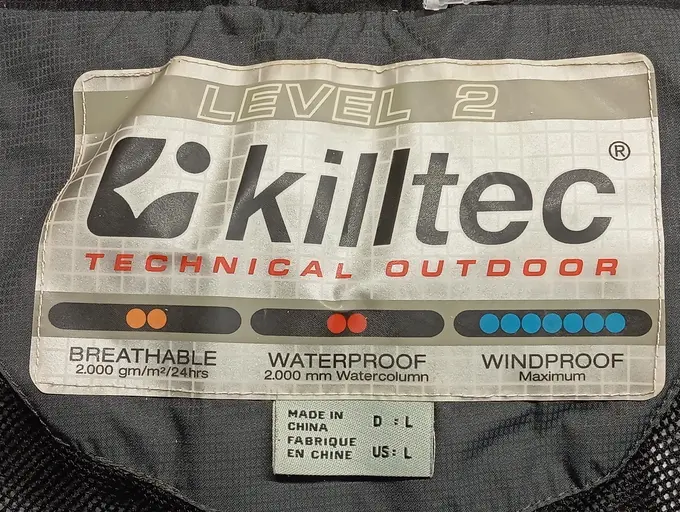 LEVEL 2
killtec®
TECHNICAL OUTDOOR
BREATHABLE
2.000 gm/m²/24hrs
WATERPROOF
2.000 mm Watercolumn
WINDPROOF
Maximum
MADE IN
CHINA
FABRIQUE
EN CHINE
D : L
US : L